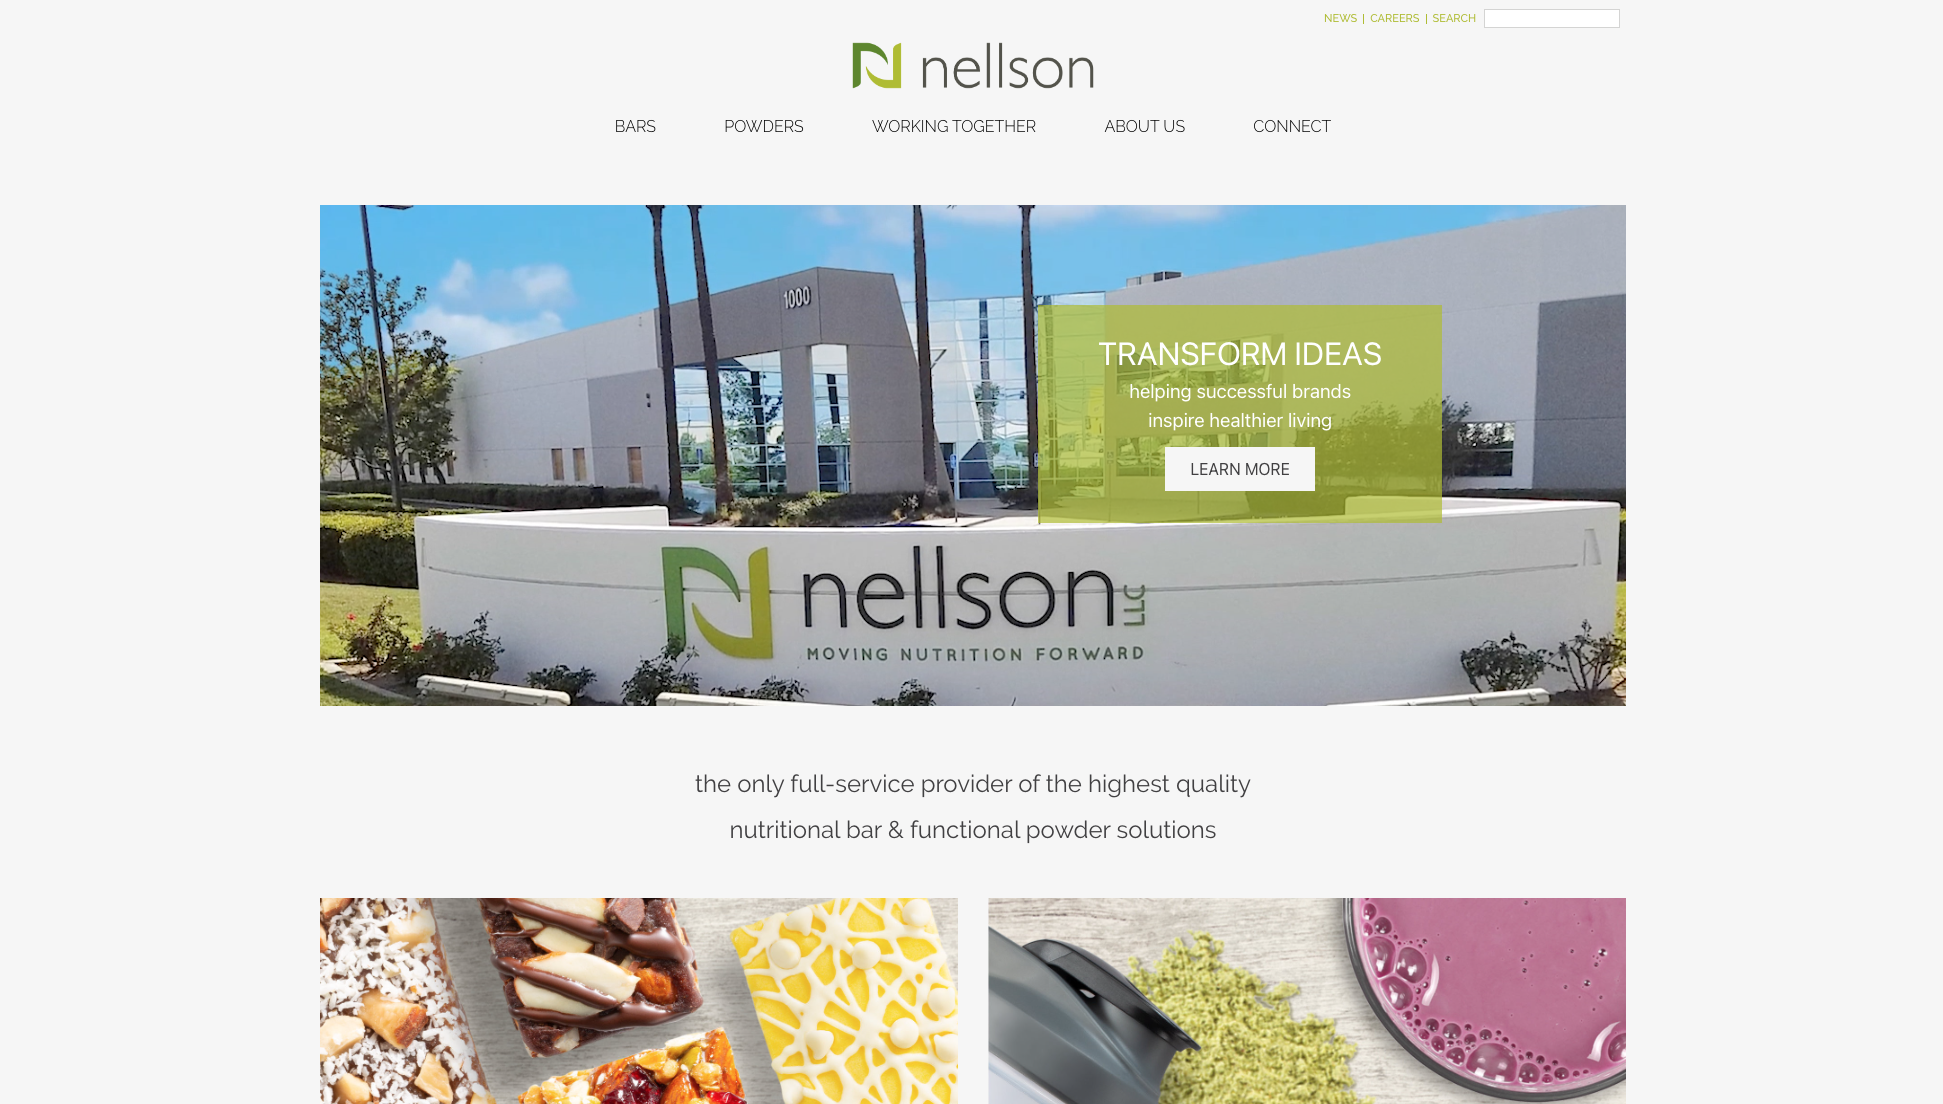 NEWS | CAREERS | SEARCH
nellson
BARS POWDERS WORKING TOGETHER ABOUT US CONNECT
1000
TRANSFORM IDEAS
helping successful brands
inspire healthier living
LEARN MORE
nellson LLC
MOVING NUTRITION FORWARD
the only full-service provider of the highest quality
nutritional bar & functional powder solutions